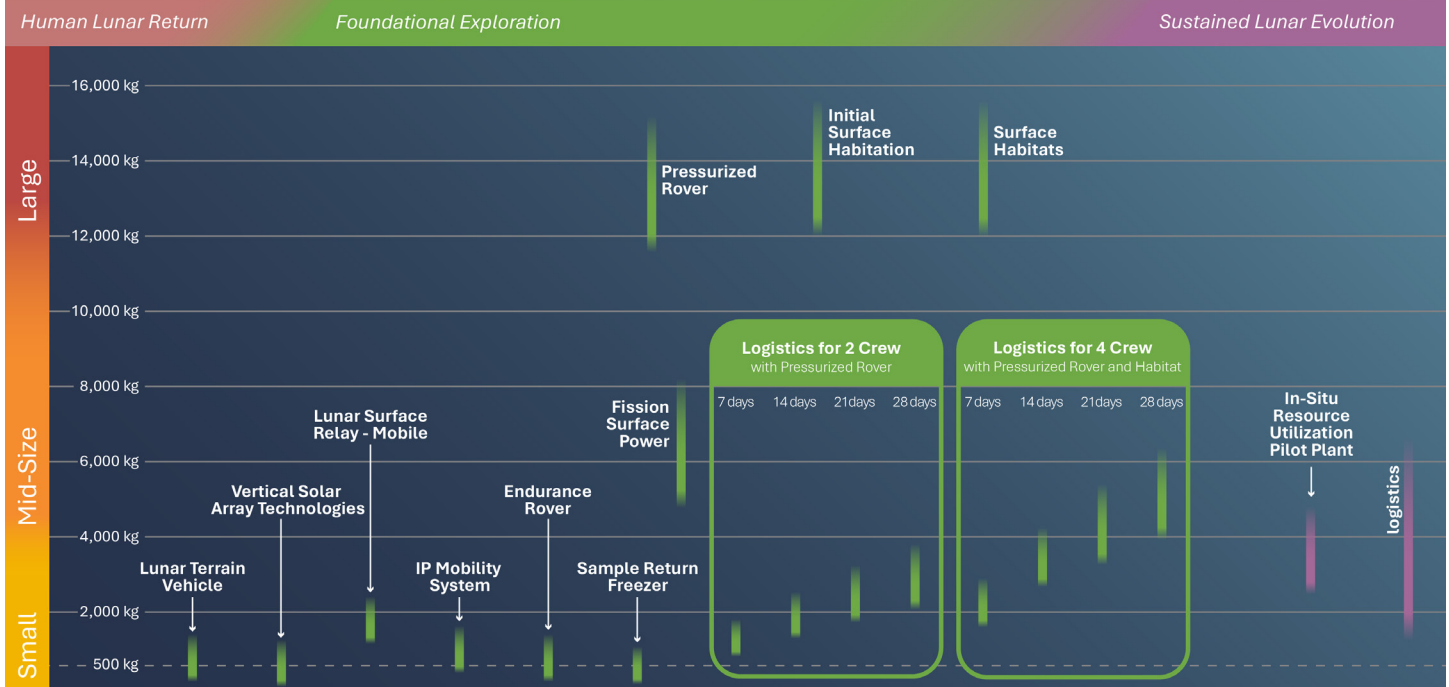 Human Lunar Return
Foundational Exploration
Sustained Lunar Evolution
Large
Mid-Size
Small
16,000 kg
14,000 kg
12,000 kg
10,000 kg
8,000 kg
6,000 kg
4,000 kg
2,000 kg
500 kg
Lunar Terrain
Vehicle
Vertical Solar
Array Technologies
Lunar Surface
Relay - Mobile
IP Mobility
System
Endurance
Rover
Sample Return
Freezer
Fission
Surface
Power
Pressurized
Rover
Initial
Surface
Habitation
Surface
Habitats
Logistics for 2 Crew
with Pressurized Rover
7 days
14 days
21days
28 days
Logistics for 4 Crew
with Pressurized Rover and Habitat
7 days
14 days
21days
28 days
In-Situ
Resource
Utilization
Pilot Plant
logistics